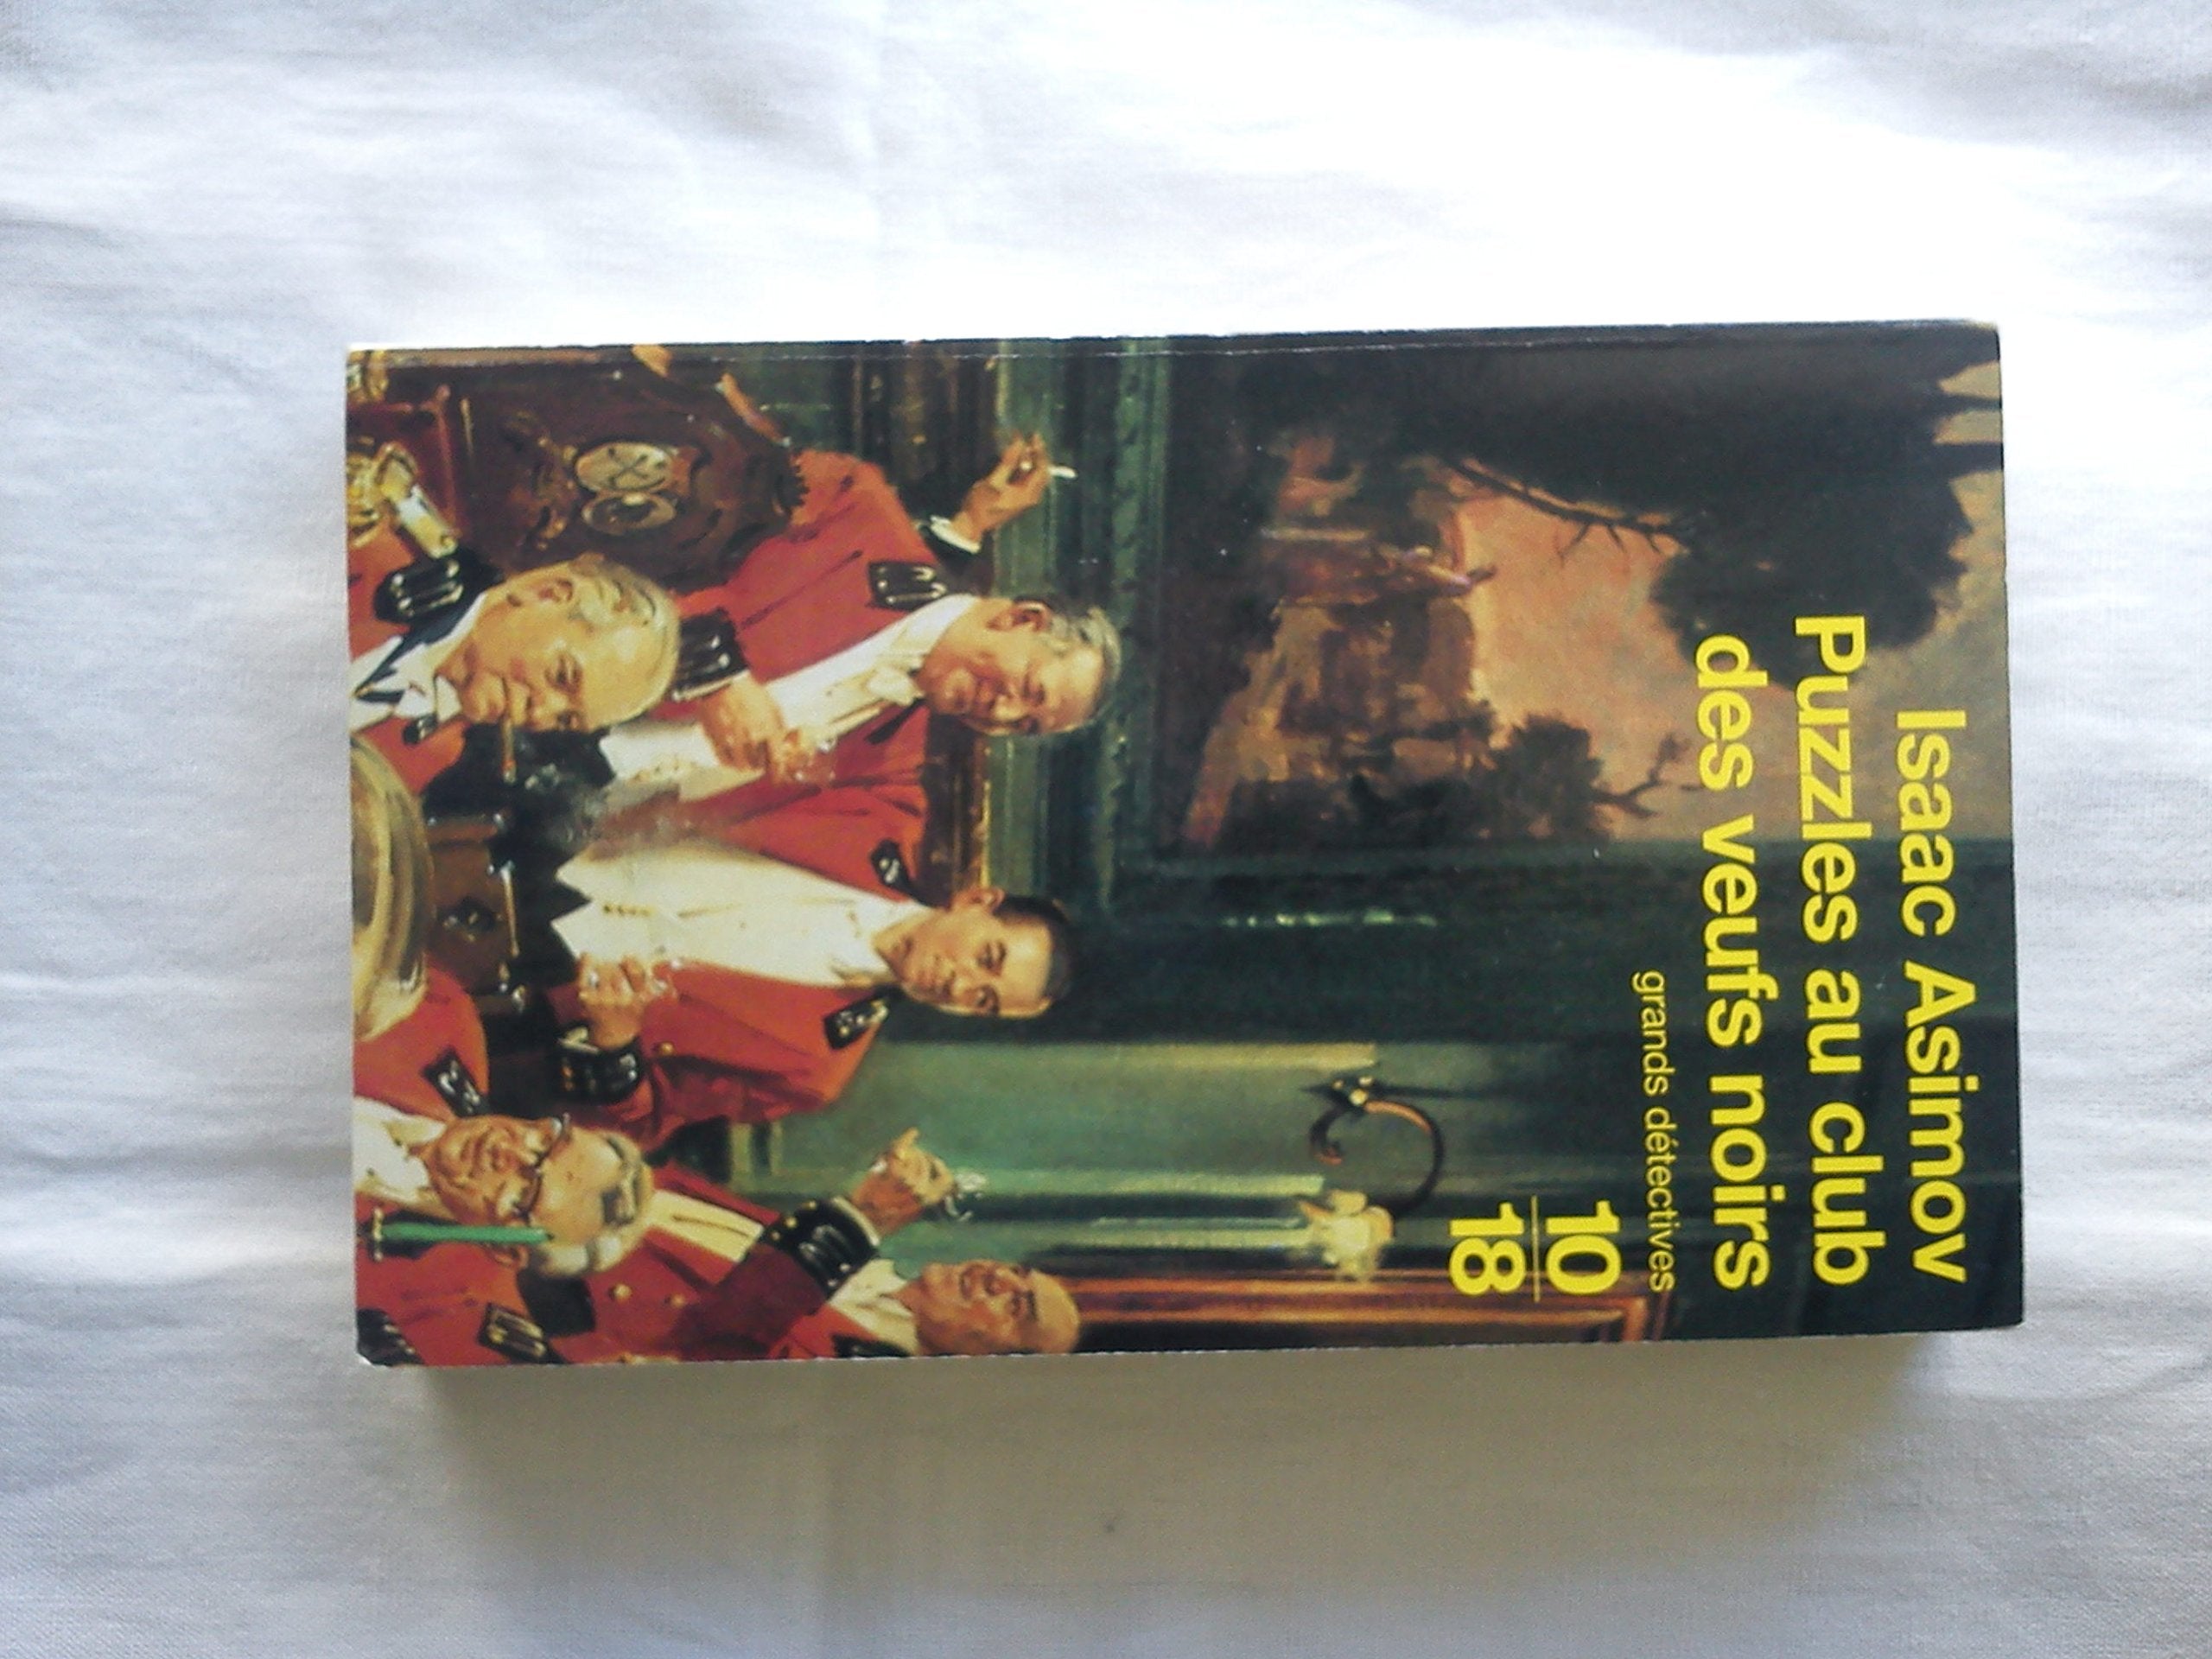 Isaac Asimov
Puzzles au club
des veufs noirs
grands détectives
10
18